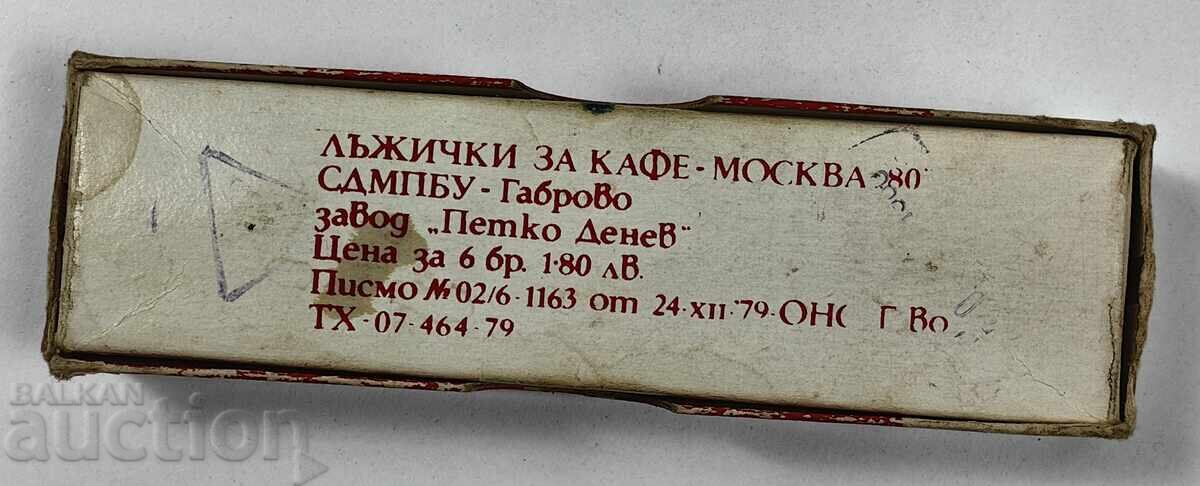 ЛЪЖИЧКИ ЗА КАФЕ - МОСКВА 80
СДМПБУ - Габрово
завод „Петко Денев"
Цена за 6 бр. 1·80 лв.
Писмо № 02/6-1163 от 24·XII·'79-ОНС
ТХ-07-464-79
BALKAN
auction